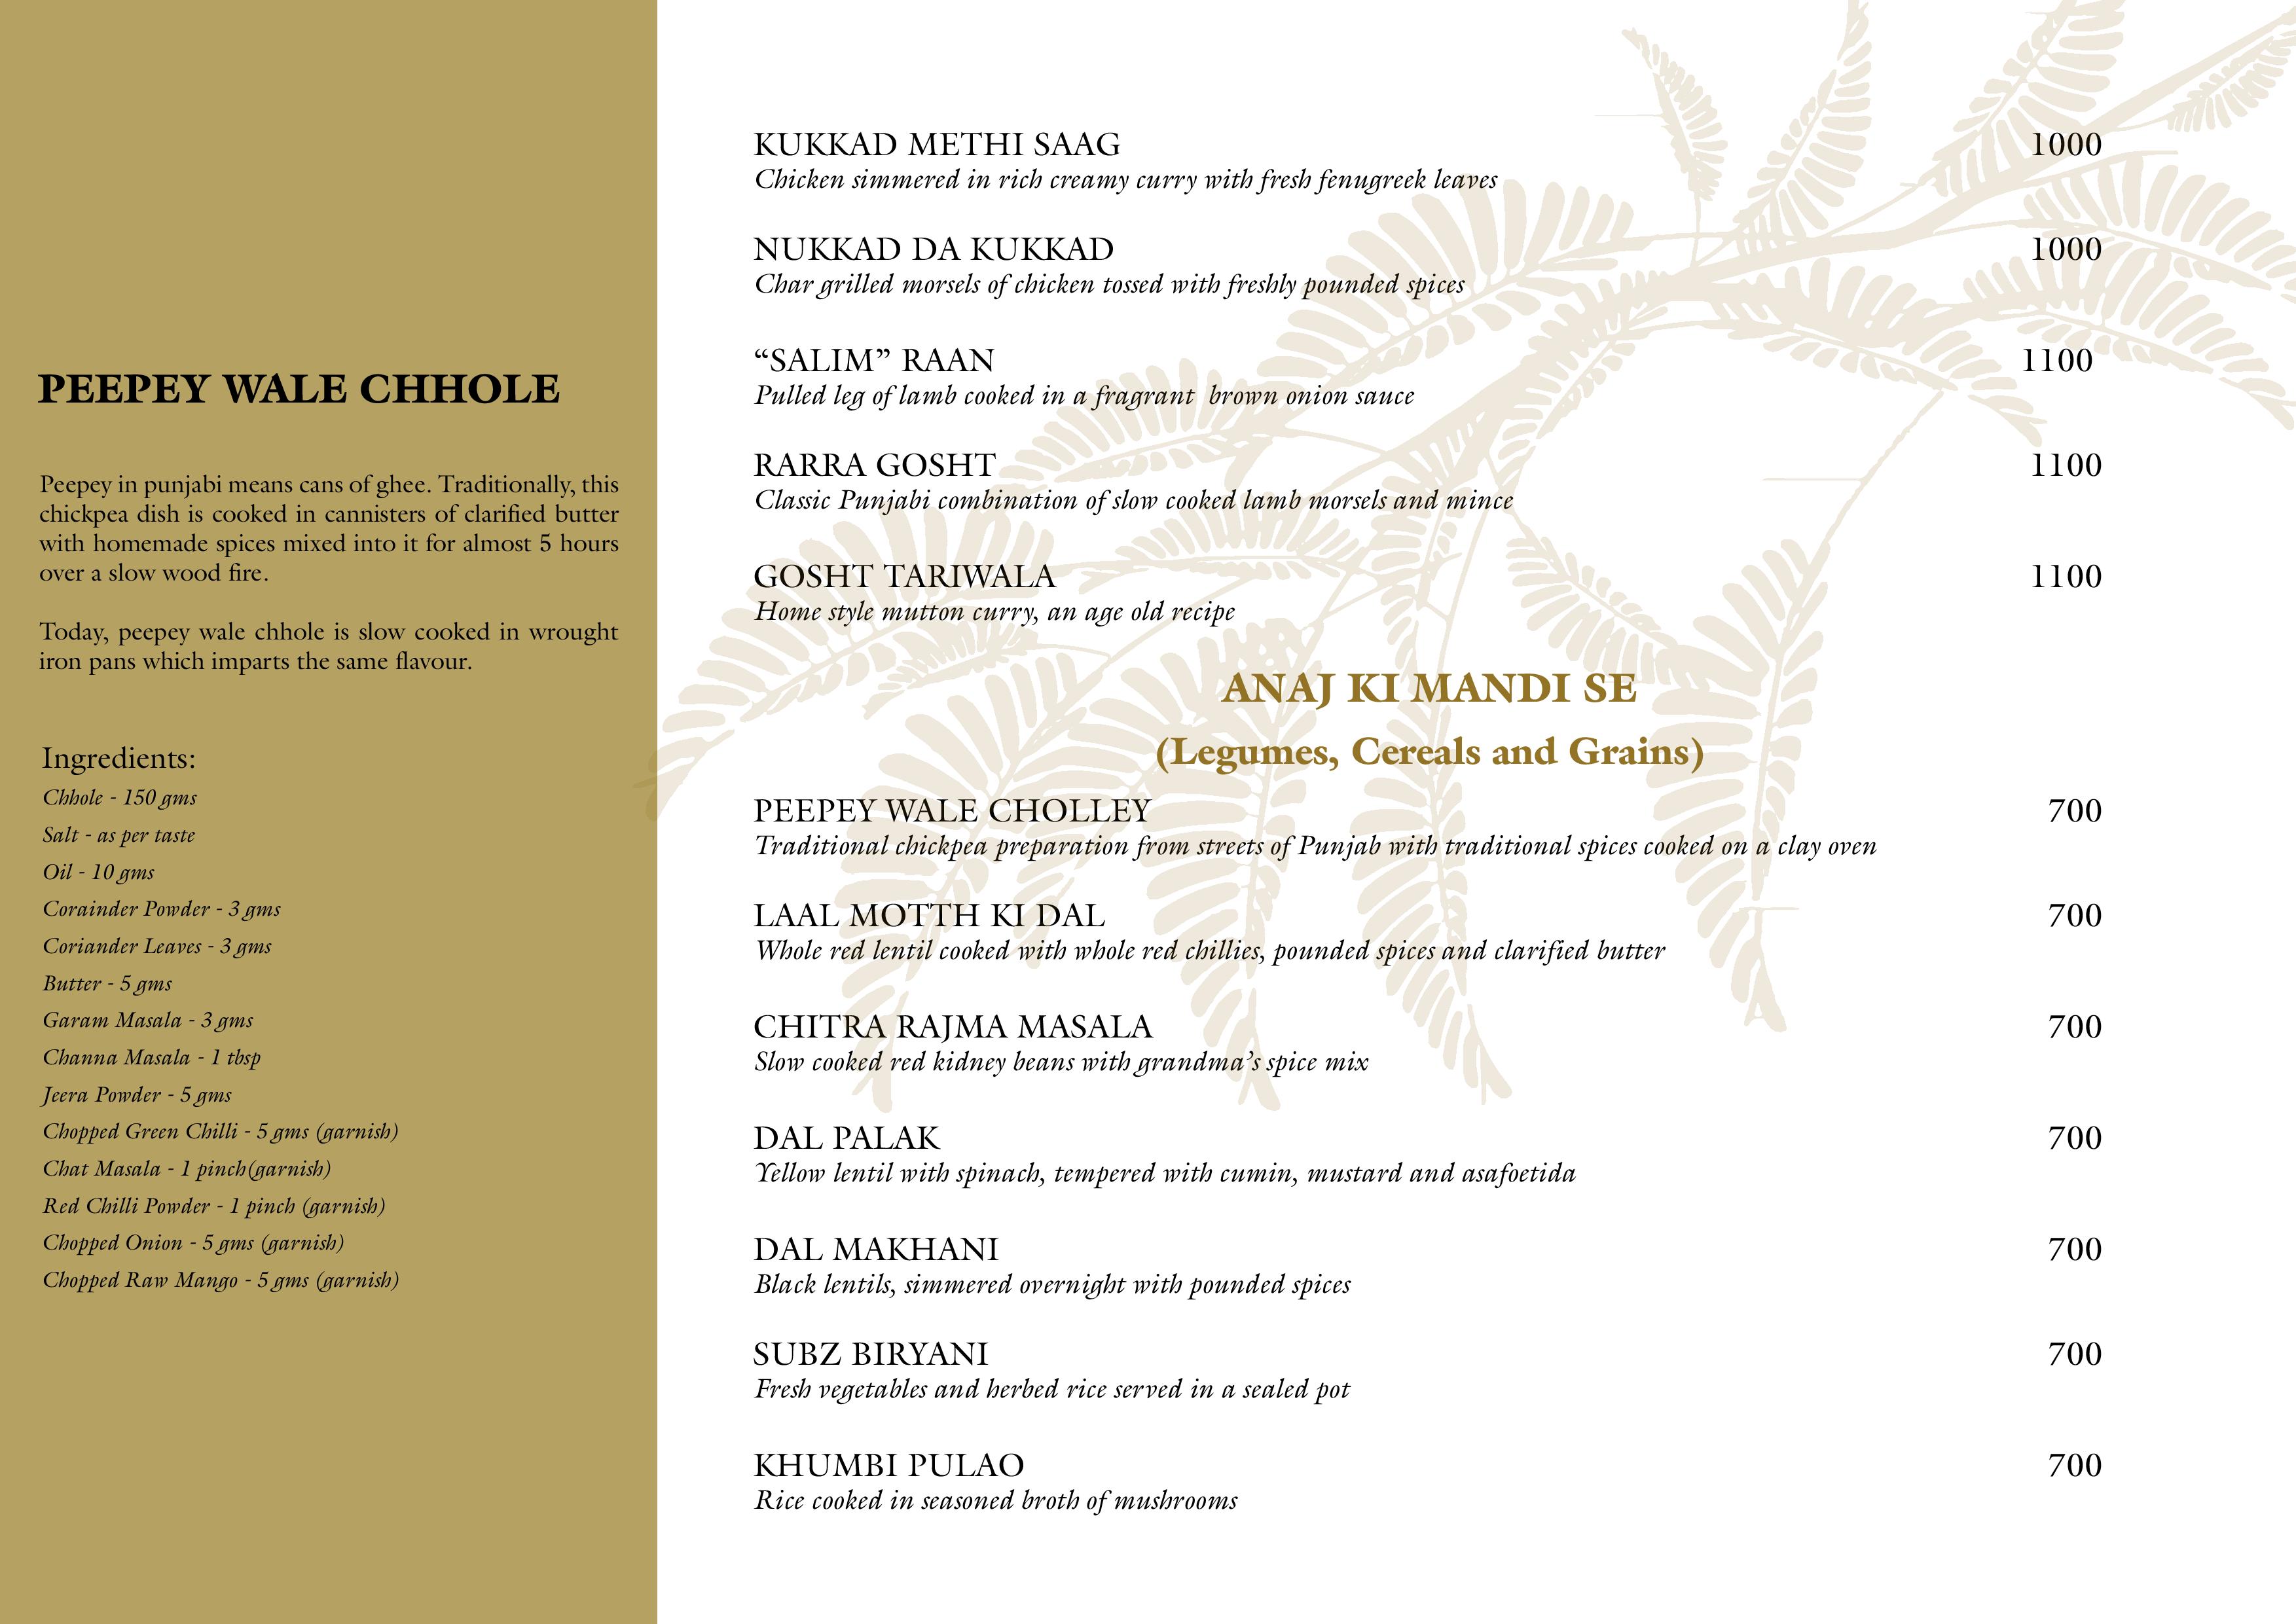 PEEPEY WALE CHHOLE
Peepey in punjabi means cans of ghee. Traditionally, this
chickpea dish is cooked in cannisters of clarified butter
with homemade spices mixed into it for almost 5 hours
over a slow wood fire.
Today, peepey wale chhole is slow cooked in wrought
iron pans which imparts the same flavour.
Ingredients:
Chhole - 150 gms
Salt - as per taste
Oil - 10 gms
Corainder Powder - 3 gms
Coriander Leaves - 3 gms
Butter - 5 gms
Garam Masala - 3 gms
Channa Masala - 1 tbsp
Jeera Powder - 5 gms
Chopped Green Chilli - 5 gms (garnish)
Chat Masala - 1 pinch(garnish)
Red Chilli Powder - 1 pinch (garnish)
Chopped Onion - 5 gms (garnish)
Chopped Raw Mango - 5 gms (garnish)
KUKKAD METHI SAAG 1000
Chicken simmered in rich creamy curry with fresh fenugreek leaves
NUKKAD DA KUKKAD 1000
Char grilled morsels of chicken tossed with freshly pounded spices
“SALIM” RAAN 1100
Pulled leg of lamb cooked in a fragrant brown onion sauce
RARRA GOSHT 1100
Classic Punjabi combination of slow cooked lamb morsels and mince
GOSHT TARIWALA 1100
Home style mutton curry, an age old recipe
ANAJ KI MANDI SE
(Legumes, Cereals and Grains)
PEEPEY WALE CHOLLEY 700
Traditional chickpea preparation from streets of Punjab with traditional spices cooked on a clay oven
LAAL MOTTH KI DAL 700
Whole red lentil cooked with whole red chillies, pounded spices and clarified butter
CHITRA RAJMA MASALA 700
Slow cooked red kidney beans with grandma’s spice mix
DAL PALAK 700
Yellow lentil with spinach, tempered with cumin, mustard and asafoetida
DAL MAKHANI 700
Black lentils, simmered overnight with pounded spices
SUBZ BIRYANI 700
Fresh vegetables and herbed rice served in a sealed pot
KHUMBI PULAO 700
Rice cooked in seasoned broth of mushrooms